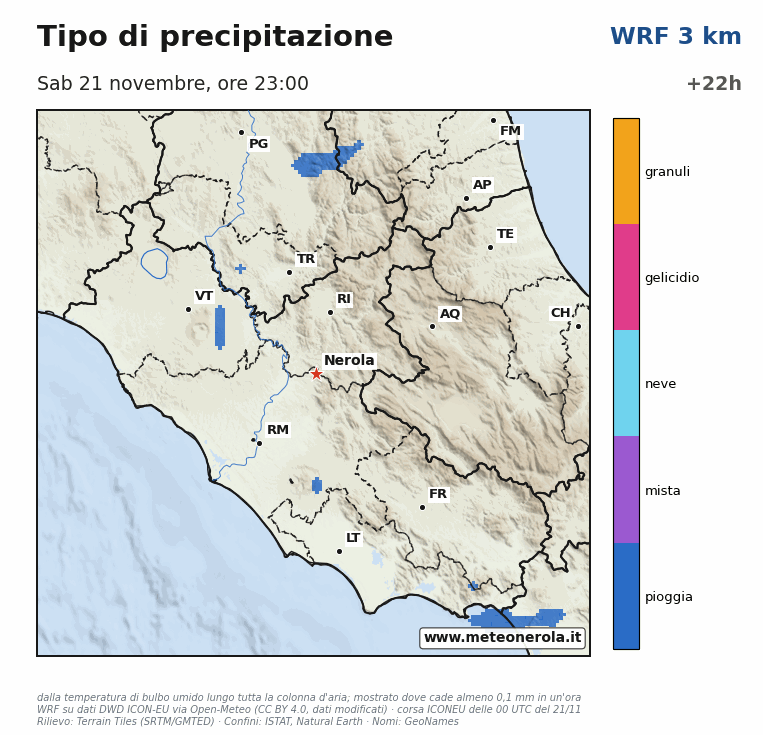 Tipo di precipitazione
WRF 3 km
Sab 21 novembre, ore 23:00
+22h
FM
PG
AP
TE
TR
RI
VT
AQ
CH
Nerola
RM
FR
LT
www.meteonerola.it
granuli
gelicidio
neve
mista
pioggia
dalla temperatura di bulbo umido lungo tutta la colonna d'aria; mostrato dove cade almeno 0,1 mm in un'ora
WRF su dati DWD ICON-EU via Open-Meteo (CC BY 4.0, dati modificati) · corsa ICONEU delle 00 UTC del 21/11
Rilievo: Terrain Tiles (SRTM/GMTED) · Confini: ISTAT, Natural Earth · Nomi: GeoNames